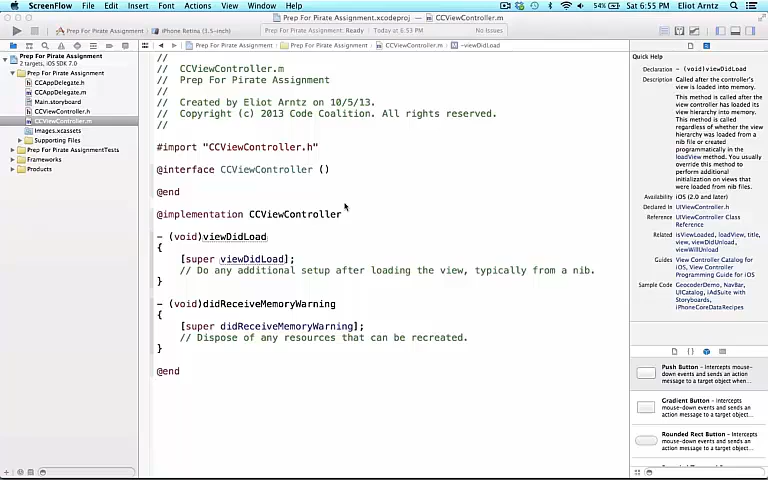 ScreenFlow File Edit Insert Font Actions View Window Help 54% Sat 6:55 PM Eliot Arntz
Prep For Pirate Assignment.xcodeproj — CCViewController.m
Prep For Pirate Assignment iPhone Retina (3.5-inch) Prep For Pirate Assignment: Ready | Today at 6:53 PM No Issues
Prep For Pirate Assignment Prep For Pirate Assignment CCViewController.m -viewDidLoad
Prep For Pirate Assignment
2 targets, iOS SDK 7.0
Prep For Pirate Assignment
CCAppDelegate.h
CCAppDelegate.m
Main.storyboard
CCViewController.h
CCViewController.m
Images.xcassets
Supporting Files
Prep For Pirate AssignmentTests
Frameworks
Products
//
// CCViewController.m
// Prep For Pirate Assignment
//
// Created by Eliot Arntz on 10/5/13.
// Copyright (c) 2013 Code Coalition. All rights reserved.
//
#import "CCViewController.h"
@interface CCViewController ()
@end
@implementation CCViewController
- (void)viewDidLoad
{
[super viewDidLoad];
// Do any additional setup after loading the view, typically from a nib.
}
- (void)didReceiveMemoryWarning
{
[super didReceiveMemoryWarning];
// Dispose of any resources that can be recreated.
}
@end
Quick Help
Declaration - (void)viewDidLoad
Description Called after the controller's
view is loaded into memory.
This method is called
after the view controller
has loaded its
view hierarchy into memory.
This method is called
regardless of whether the
view hierarchy was loaded
from a nib file or created
programmatically in the
loadView method. You usually
override this method to
perform additional
initialization on views that
were loaded from nib files.
Availability iOS (2.0 and later)
Declared In UIViewController.h
Reference UIViewController Class
Reference
Related isViewLoaded, loadView, title,
view, viewDidUnload,
viewWillUnload
Guides View Controller Catalog for
iOS, View Controller
Programming Guide for iOS
Sample Code GeocoderDemo, NavBar,
UICatalog, iAdSuite with
Storyboards,
iPhoneCoreDataRecipes
Push Button - Intercepts mouse-
down events and sends an action
message to a target object when...
Gradient Button - Intercepts
mouse-down events and sends an
action message to a target object...
Rounded Rect Button - Intercepts
mouse-down events and sends an
action message to a target object...